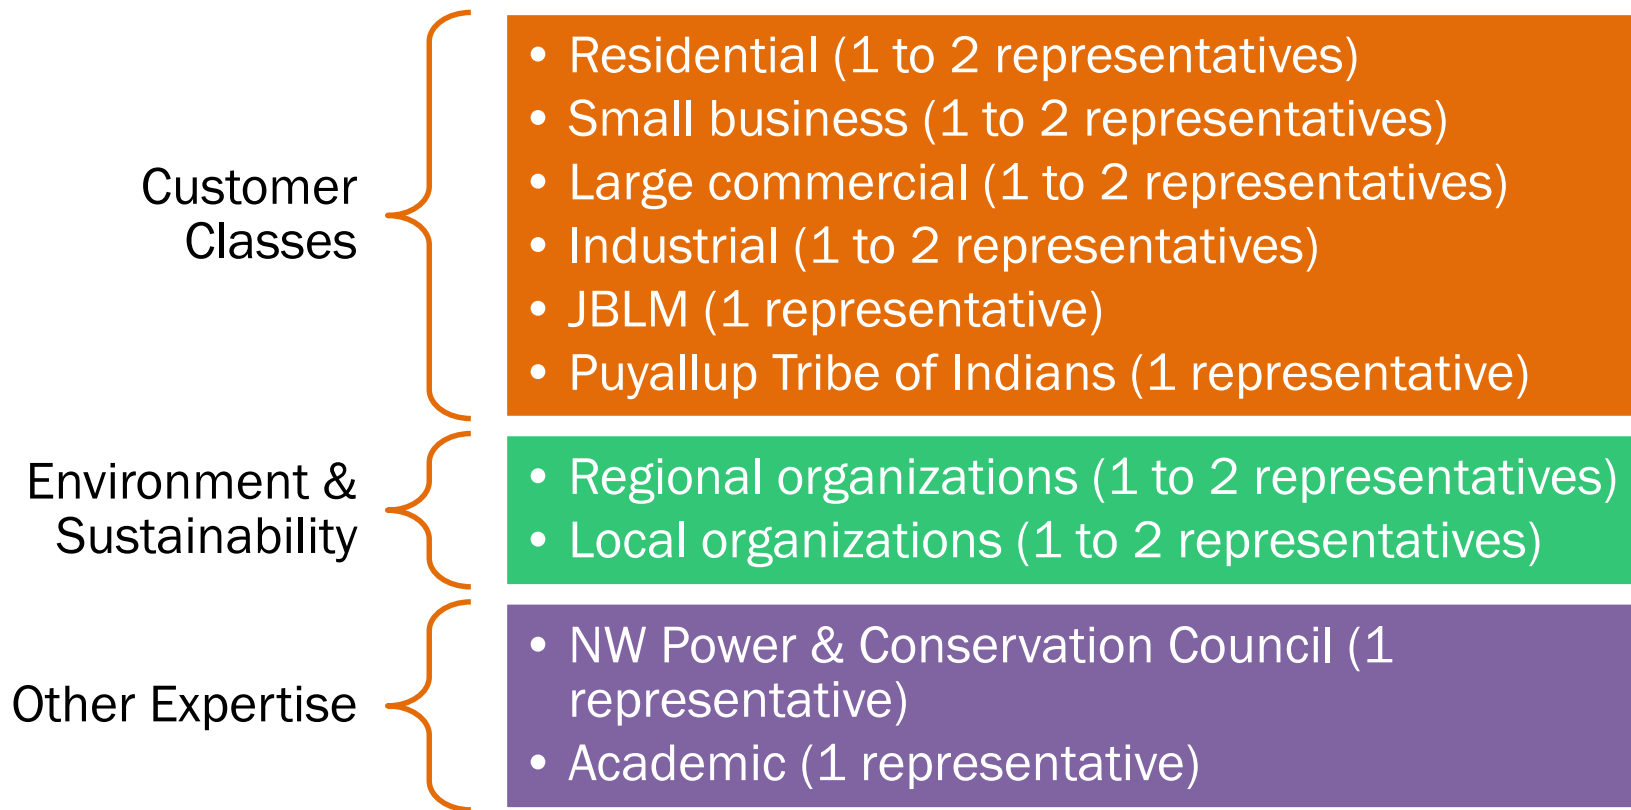 Customer
Classes
• Residential (1 to 2 representatives)
• Small business (1 to 2 representatives)
• Large commercial (1 to 2 representatives)
• Industrial (1 to 2 representatives)
• JBLM (1 representative)
• Puyallup Tribe of Indians (1 representative)
Environment &
Sustainability
• Regional organizations (1 to 2 representatives)
• Local organizations (1 to 2 representatives)
Other Expertise
• NW Power & Conservation Council (1
representative)
• Academic (1 representative)